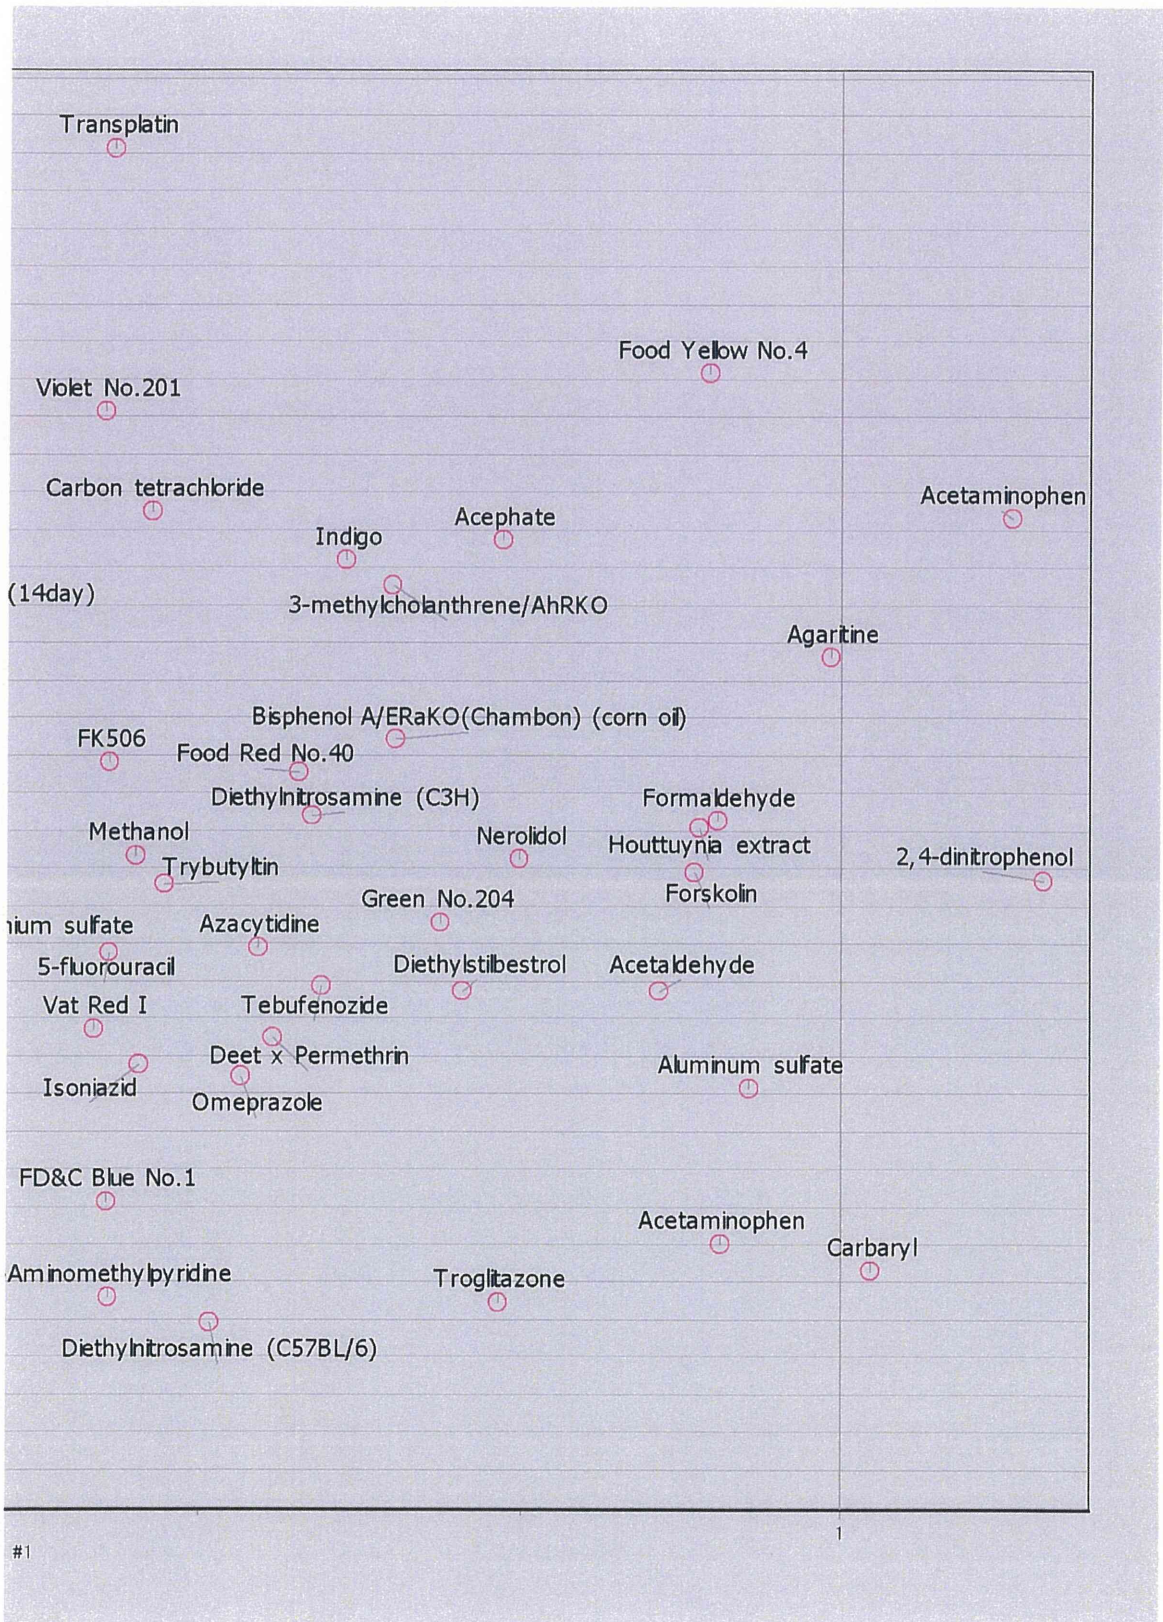 Transplatin
Food Yellow No.4
Violet No.201
Carbon tetrachloride
Acetaminophen
Acephate
Indigo
(14day)
3-methylcholanthrene/AhRKO
Agaritine
Bisphenol A/ERaKO(Chambon) (corn oil)
FK506
Food Red No.40
Diethylnitrosamine (C3H)
Formaldehyde
Methanol
Nerolidol
Houttuynia extract
2,4-dinitrophenol
Trybutyltin
Forskolin
Green No.204
nium sulfate
Azacytidine
5-fluorouracil
Diethylstilbestrol
Acetaldehyde
Vat Red I
Tebufenozide
Deet x Permethrin
Aluminum sulfate
Isoniazid
Omeprazole
FD&C Blue No.1
Acetaminophen
Carbaryl
-Aminomethylpyridine
Troglitazone
Diethylnitrosamine (C57BL/6)
1
#1